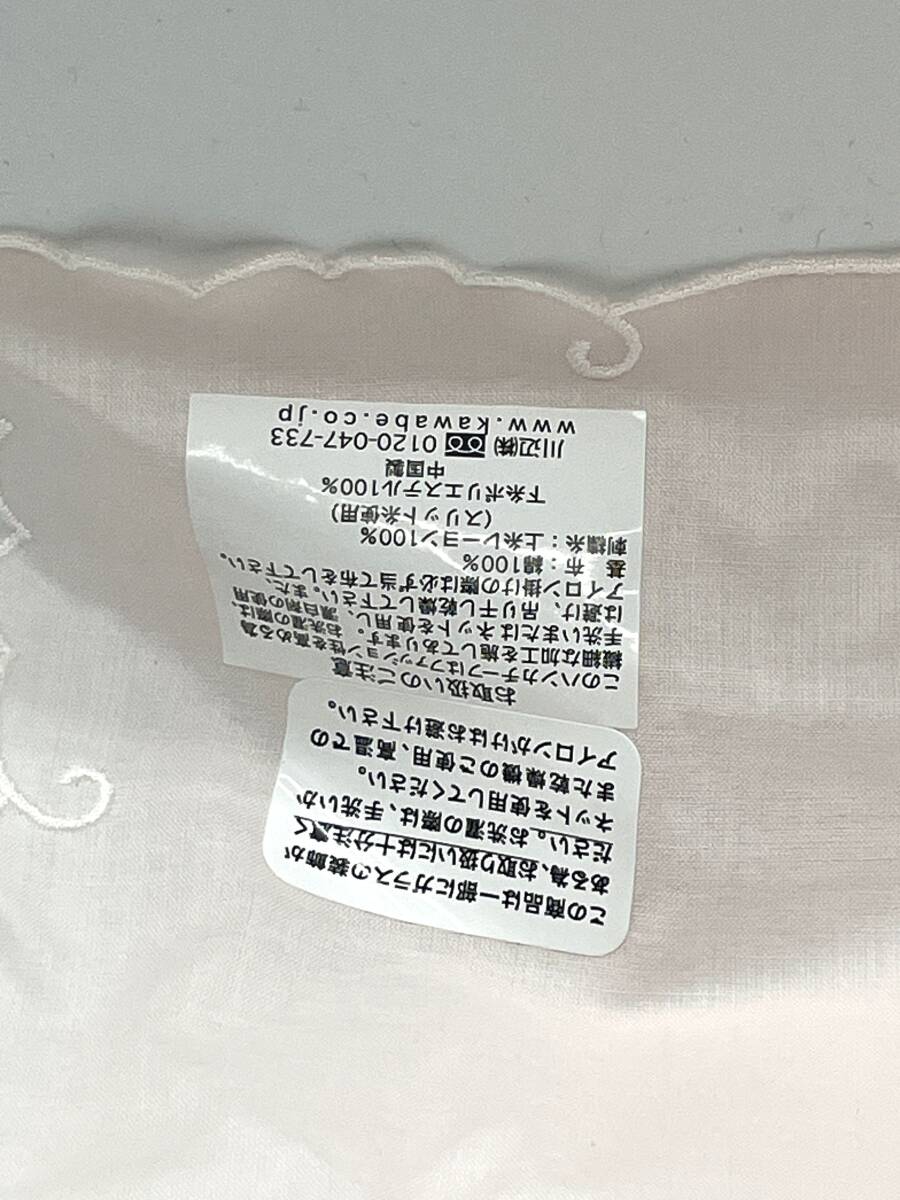 この商品は一部にガラスの装飾が
ある為、お取り扱いには十分注意く
ださい。お洗濯の際は、手洗いか
ネットを使用してください。
また乾燥機のご使用、高温での
アイロンがけはお避け下さい。
お取扱いのご注意
このハンカチーフはファッション性を高める為
繊細な加工を施してあります。お洗濯の際は、
手洗いまたはネットを使用し、漂白剤の使用
は避け、吊り干し乾燥して下さい。また、
アイロン掛けの際は必ず当て布をして下さい。
基 布：綿100%
刺繍糸：上糸レーヨン100%
(スリット糸使用)
下糸ポリエステル100%
中国製
川辺㈱ 0120-047-733
www.kawabe.co.jp